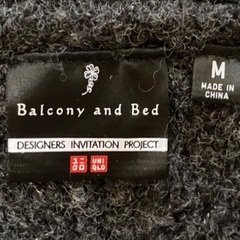 Balcony and Bed
DESIGNERS INVITATION PROJECT
ユニ
クロ
UNI
QLO
M
MADE IN
CHINA